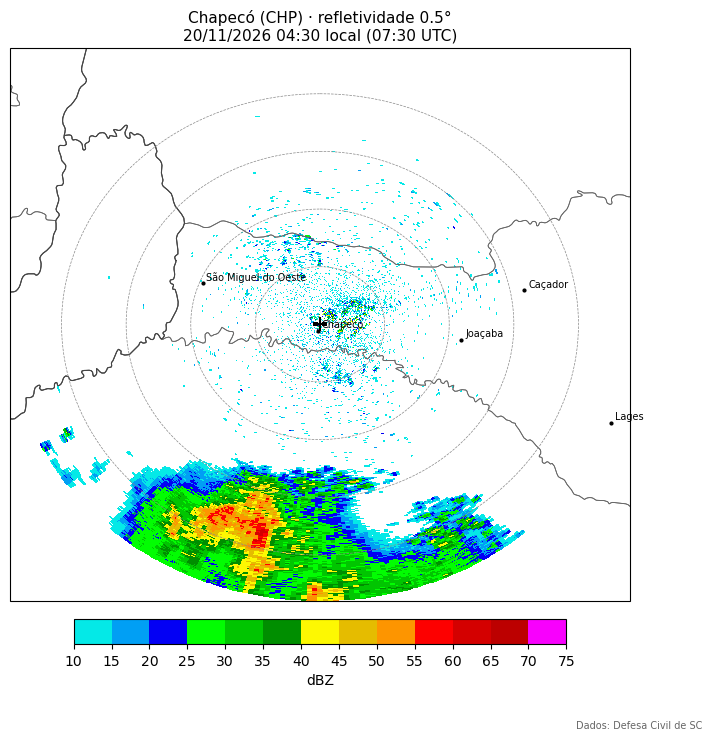 Chapecó (CHP) · refletividade 0.5°
20/11/2026 04:30 local (07:30 UTC)
São Miguel do Oeste
Caçador
Chapecó
Joaçaba
Lages
10 15 20 25 30 35 40 45 50 55 60 65 70 75
dBZ
Dados: Defesa Civil de SC